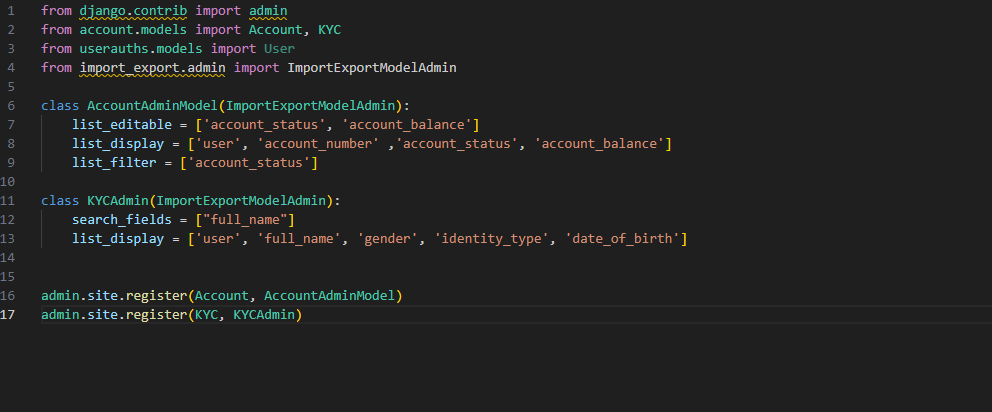 1 from django.contrib import admin
2 from account.models import Account, KYC
3 from userauths.models import User
4 from import_export.admin import ImportExportModelAdmin
5
6 class AccountAdminModel(ImportExportModelAdmin):
7     list_editable = ['account_status', 'account_balance']
8     list_display = ['user', 'account_number' ,'account_status', 'account_balance']
9     list_filter = ['account_status']
10
11 class KYCAdmin(ImportExportModelAdmin):
12     search_fields = ["full_name"]
13     list_display = ['user', 'full_name', 'gender', 'identity_type', 'date_of_birth']
14
15
16 admin.site.register(Account, AccountAdminModel)
17 admin.site.register(KYC, KYCAdmin)